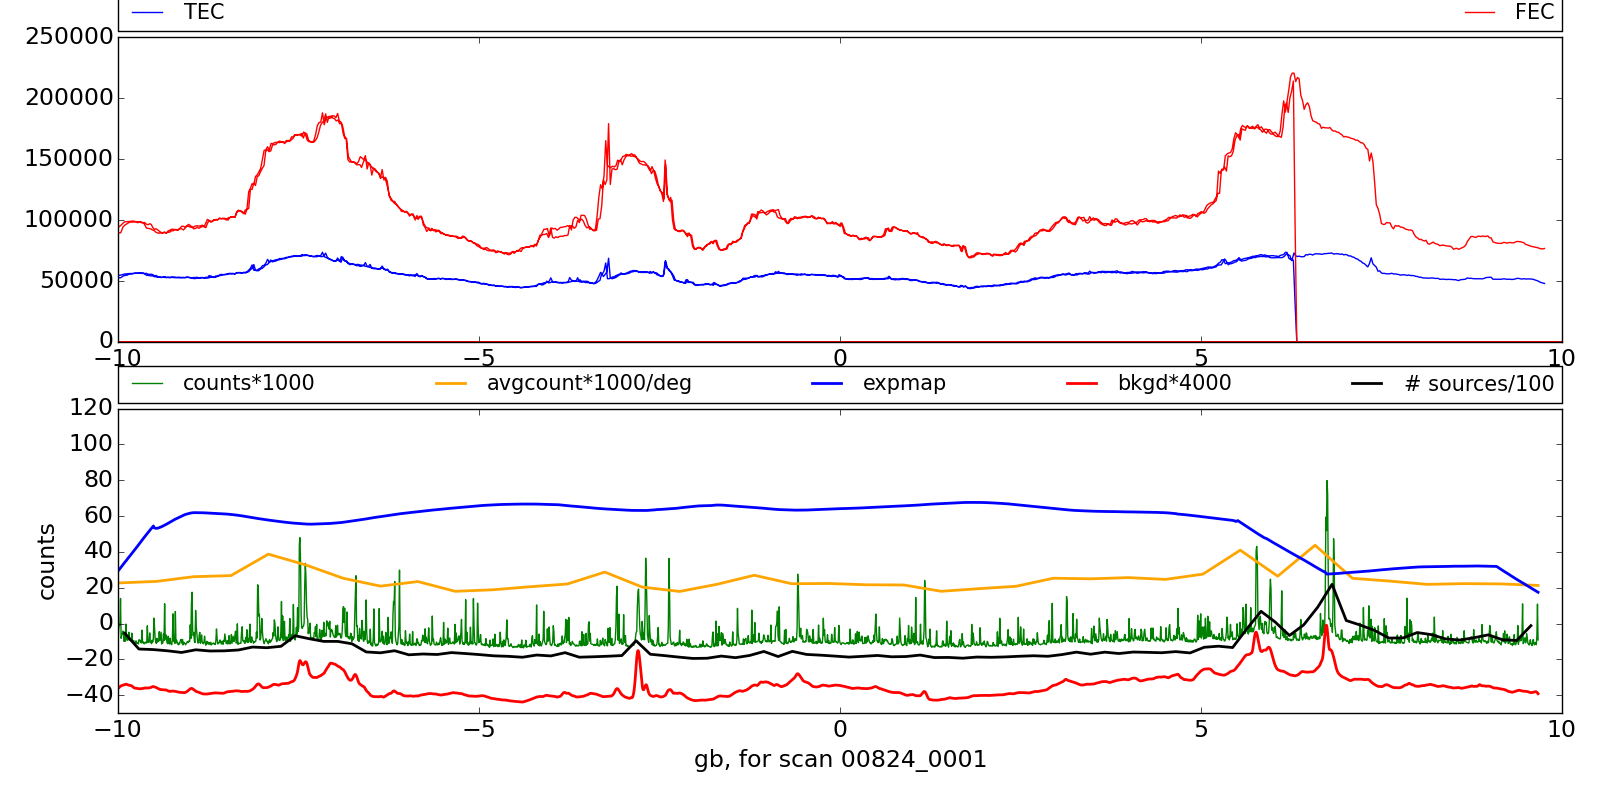 TEC FEC
250000
200000
150000
100000
50000
0
−10 −5 0 5 10
counts*1000 avgcount*1000/deg expmap bkgd*4000 # sources/100
120
100
80
60
40
20
0
−20
−40
counts
−10 −5 0 5 10
gb, for scan 00824_0001